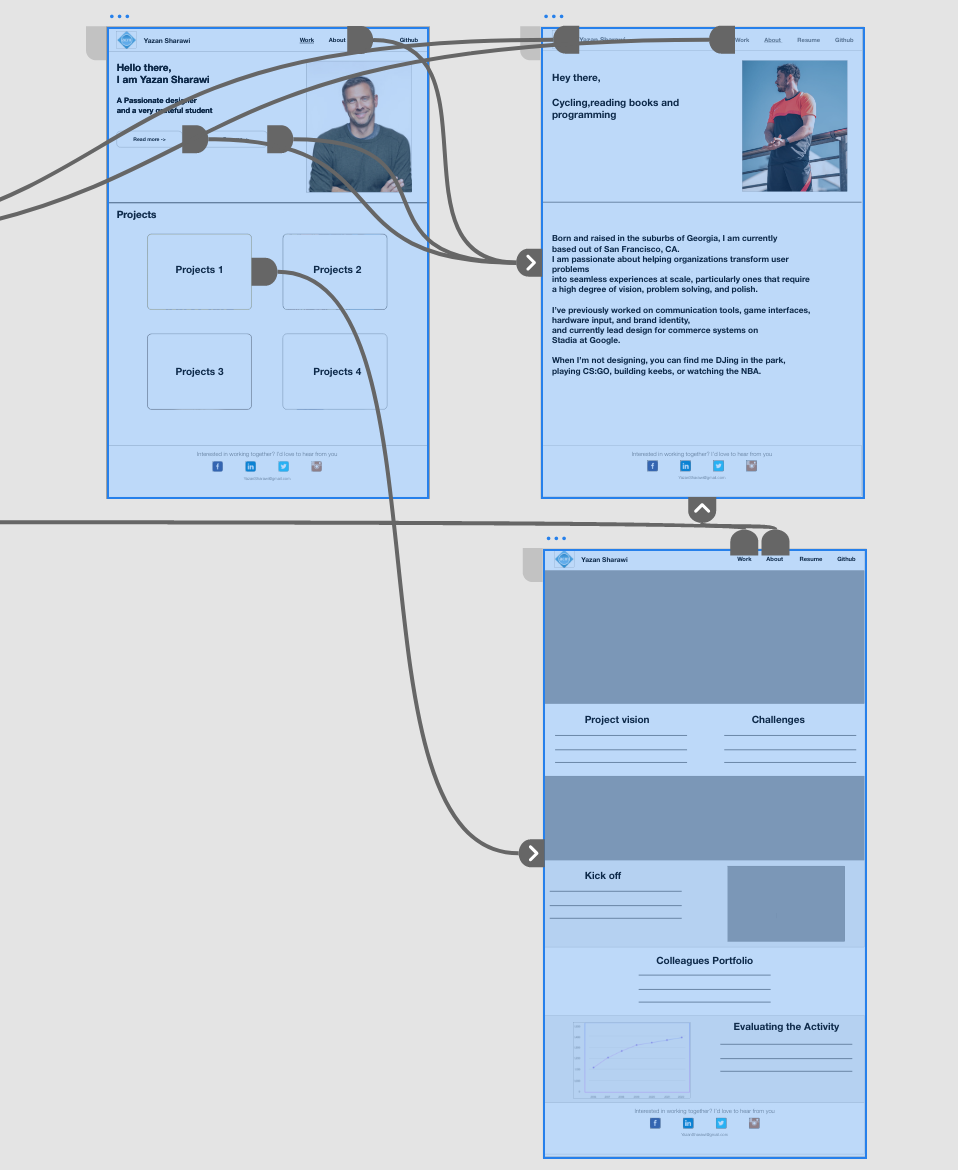 Yazan Sharawi
Work About Github
Hello there,
I am Yazan Sharawi
A Passionate designer
and a very grateful student
Read more ->
Projects
Projects 1 Projects 2
Projects 3 Projects 4
Interested in working together? I'd love to hear from you
Yazan Sharawi
Work About Resume Github
Hey there,
Cycling,reading books and
programming
Born and raised in the suburbs of Georgia, I am currently
based out of San Francisco, CA.
I am passionate about helping organizations transform user
problems
into seamless experiences at scale, particularly ones that require
a high degree of vision, problem solving, and polish.
I've previously worked on communication tools, game interfaces,
hardware input, and brand identity,
and currently lead design for commerce systems on
Stadia at Google.
When I'm not designing, you can find me DJing in the park,
playing CS:GO, building keebs, or watching the NBA.
Interested in working together? I'd love to hear from you
Yazan Sharawi
Work About Resume Github
Project vision Challenges
Kick off
Colleagues Portfolio
Evaluating the Activity
Interested in working together? I'd love to hear from you